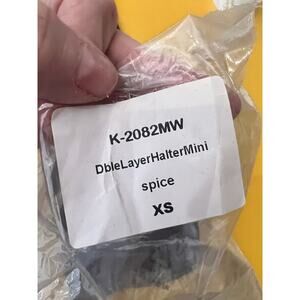 K-2082MW
DbleLayerHalterMini
spice
XS